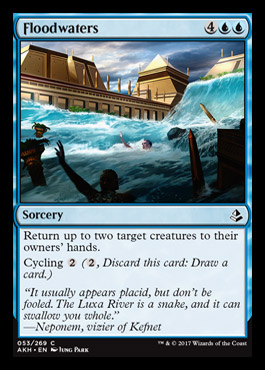 Floodwaters 4
Sorcery
Return up to two target creatures to their
owners' hands.
Cycling 2 (2, Discard this card: Draw a
card.)
"It usually appears placid, but don't be
fooled. The Luxa River is a snake, and it can
swallow you whole."
—Neponem, vizier of Kefnet
053/269 C
AKH • EN Jung Park
™ & © 2017 Wizards of the Coast